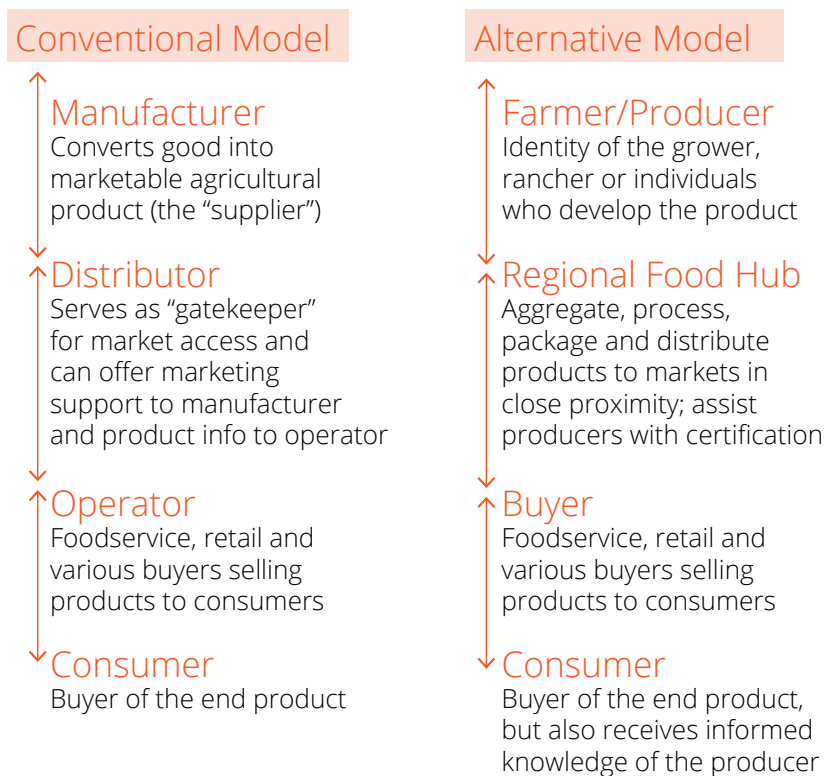 Conventional Model
Manufacturer
Converts good into
marketable agricultural
product (the “supplier”)
Distributor
Serves as “gatekeeper”
for market access and
can offer marketing
support to manufacturer
and product info to operator
Operator
Foodservice, retail and
various buyers selling
products to consumers
Consumer
Buyer of the end product
Alternative Model
Farmer/Producer
Identity of the grower,
rancher or individuals
who develop the product
Regional Food Hub
Aggregate, process,
package and distribute
products to markets in
close proximity; assist
producers with certification
Buyer
Foodservice, retail and
various buyers selling
products to consumers
Consumer
Buyer of the end product,
but also receives informed
knowledge of the producer